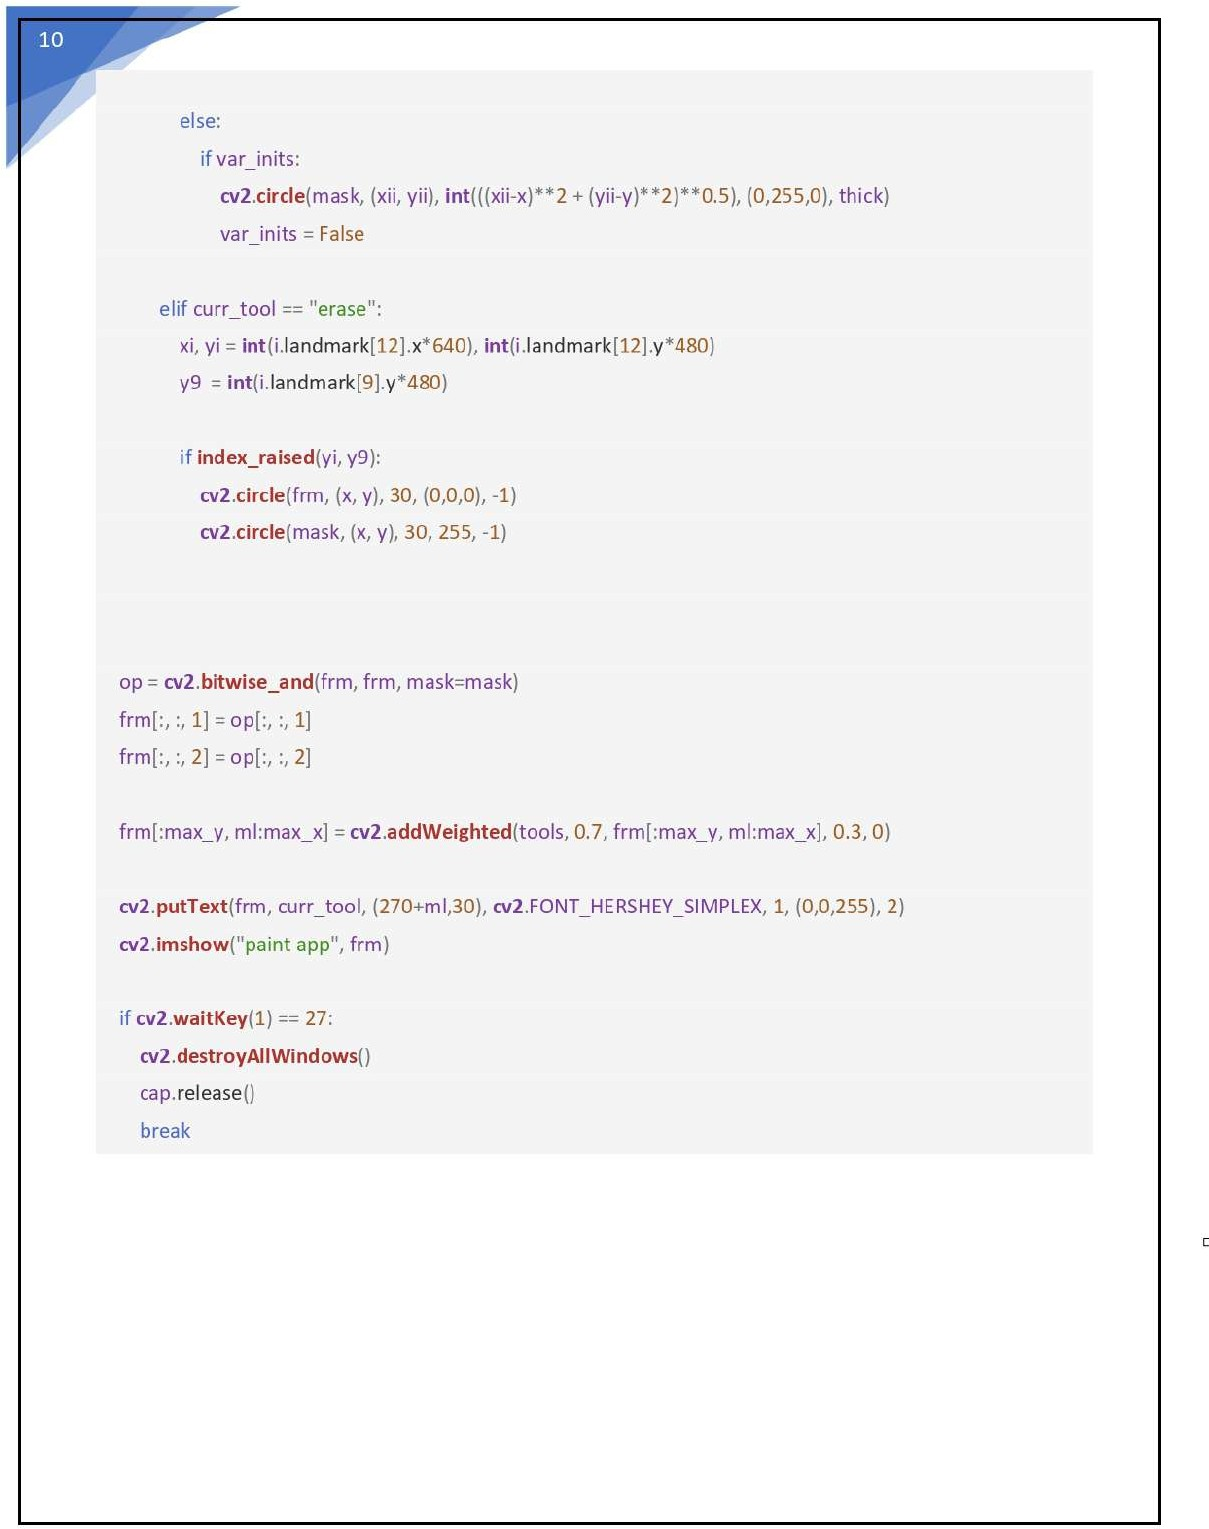 10
else:
if var_inits:
cv2.circle(mask, (xii, yii), int(((xii-x)**2 + (yii-y)**2)**0.5), (0,255,0), thick)
var_inits = False
elif curr_tool == "erase":
xi, yi = int(i.landmark[12].x*640), int(i.landmark[12].y*480)
y9  = int(i.landmark[9].y*480)
if index_raised(yi, y9):
cv2.circle(frm, (x, y), 30, (0,0,0), -1)
cv2.circle(mask, (x, y), 30, 255, -1)
op = cv2.bitwise_and(frm, frm, mask=mask)
frm[:, :, 1] = op[:, :, 1]
frm[:, :, 2] = op[:, :, 2]
frm[:max_y, ml:max_x] = cv2.addWeighted(tools, 0.7, frm[:max_y, ml:max_x], 0.3, 0)
cv2.putText(frm, curr_tool, (270+ml,30), cv2.FONT_HERSHEY_SIMPLEX, 1, (0,0,255), 2)
cv2.imshow("paint app", frm)
if cv2.waitKey(1) == 27:
cv2.destroyAllWindows()
cap.release()
break